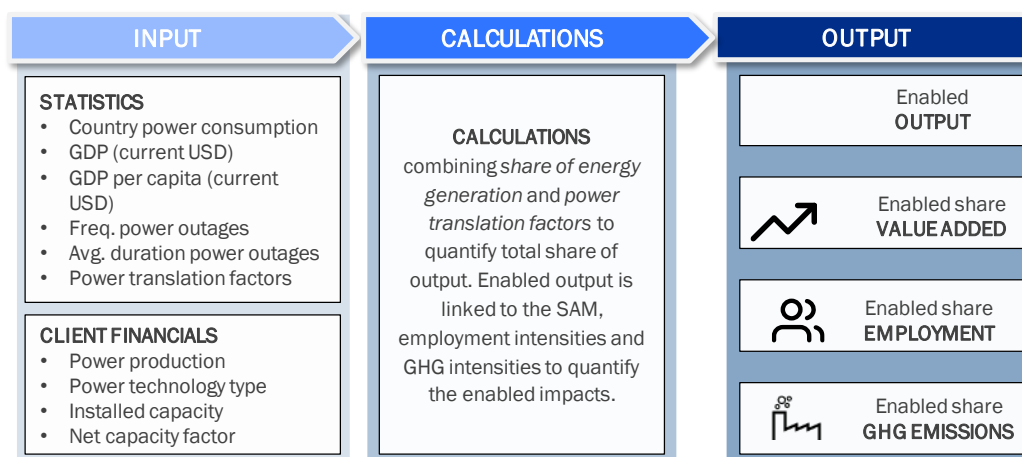 INPUT
STATISTICS
• Country power consumption
• GDP (current USD)
• GDP per capita (current
USD)
• Freq. power outages
• Avg. duration power outages
• Power translation factors
CLIENT FINANCIALS
• Power production
• Power technology type
• Installed capacity
• Net capacity factor
CALCULATIONS
CALCULATIONS
combining share of energy
generation and power
translation factors to
quantify total share of
output. Enabled output is
linked to the SAM,
employment intensities and
GHG intensities to quantify
the enabled impacts.
OUTPUT
Enabled
OUTPUT
Enabled share
VALUE ADDED
Enabled share
EMPLOYMENT
Enabled share
GHG EMISSIONS